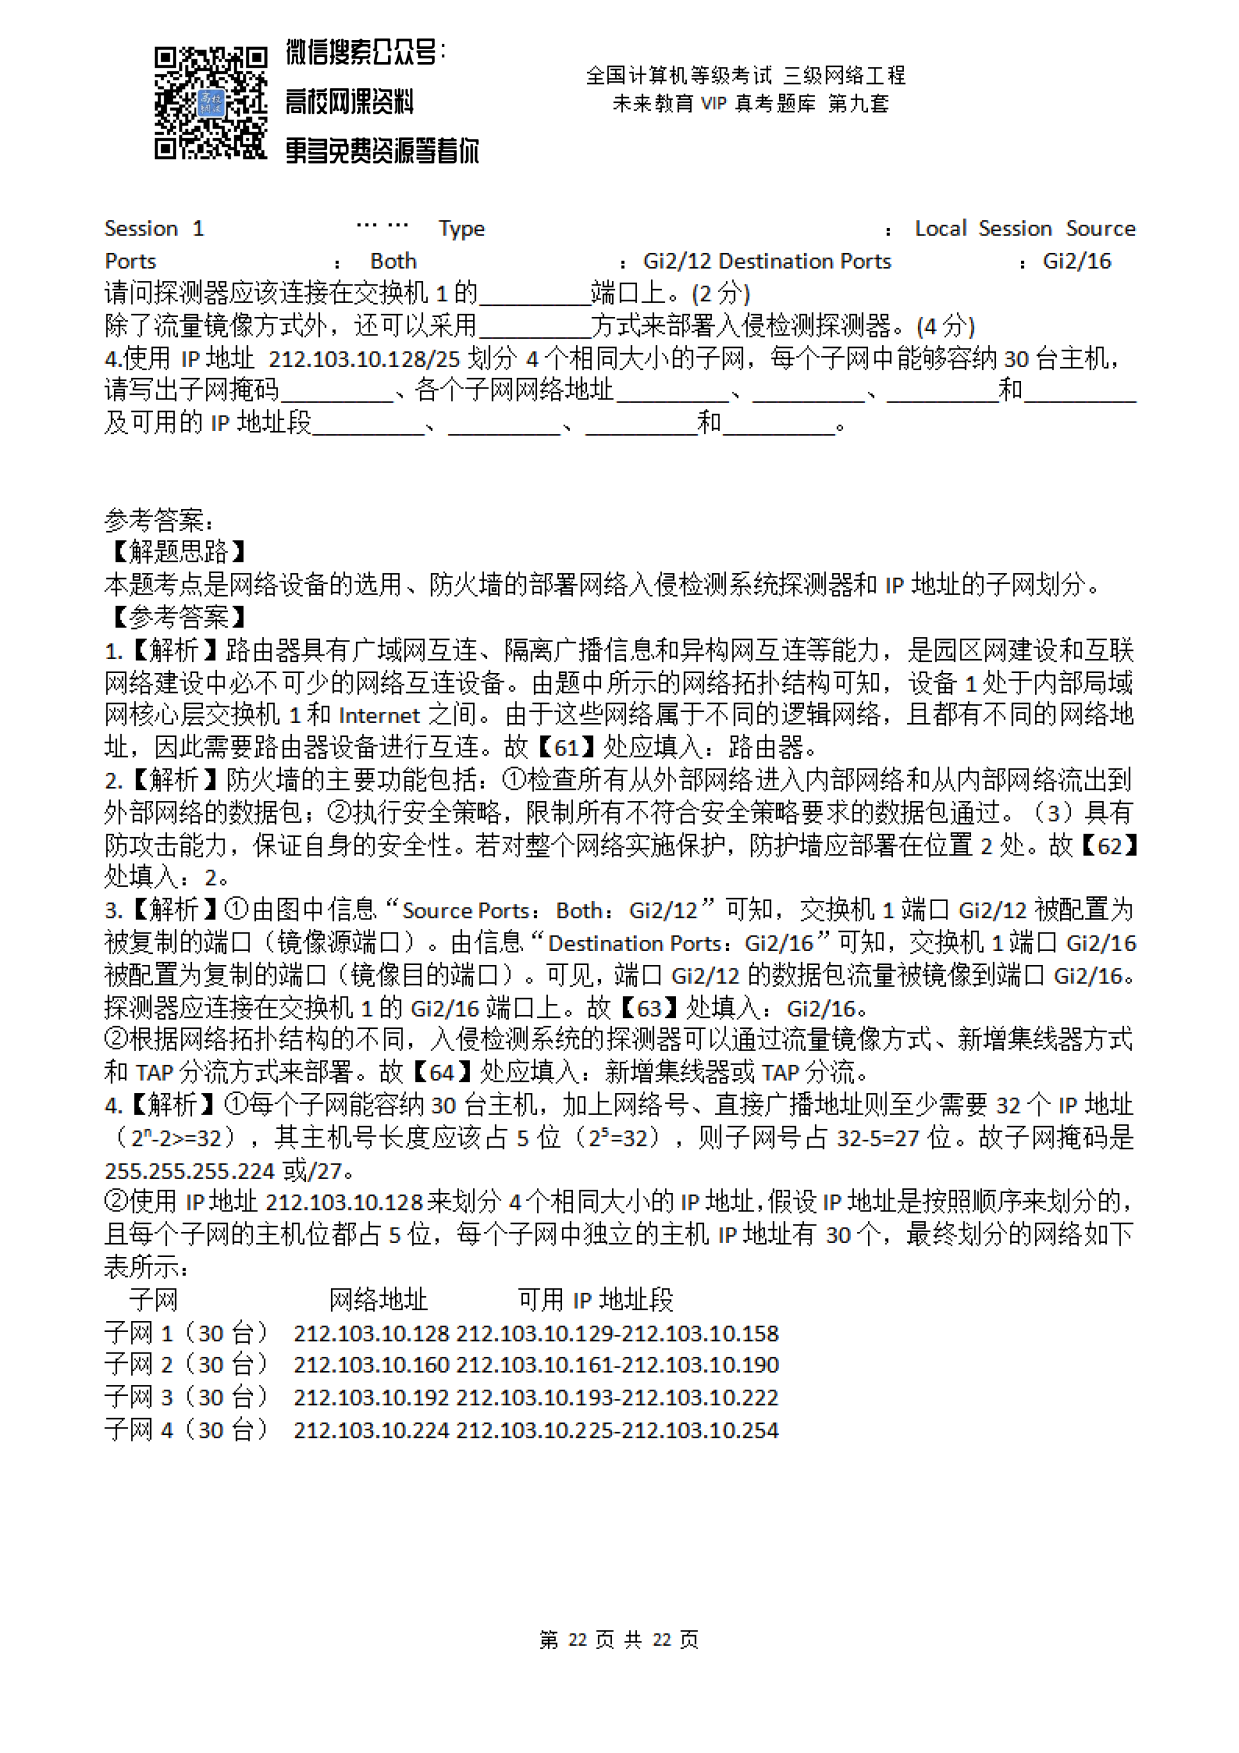 微信搜索公众号：
高校网课资料
更多免费资源等着你
全国计算机等级考试 三级网络工程
未来教育 VIP 真考题库 第九套
Session 1 …… Type ： Local Session Source
Ports ： Both ：Gi2/12 Destination Ports ：Gi2/16
请问探测器应该连接在交换机 1 的_________端口上。(2 分)
除了流量镜像方式外，还可以采用_________方式来部署入侵检测探测器。(4 分)
4.使用 IP 地址 212.103.10.128/25 划分 4 个相同大小的子网，每个子网中能够容纳 30 台主机，
请写出子网掩码_________、各个子网网络地址_________、_________、_________和_________
及可用的 IP 地址段_________、_________、_________和_________。
参考答案：
【解题思路】
本题考点是网络设备的选用、防火墙的部署网络入侵检测系统探测器和 IP 地址的子网划分。
【参考答案】
1.【解析】路由器具有广域网互连、隔离广播信息和异构网互连等能力，是园区网建设和互联
网络建设中必不可少的网络互连设备。由题中所示的网络拓扑结构可知，设备 1 处于内部局域
网核心层交换机 1 和 Internet 之间。由于这些网络属于不同的逻辑网络，且都有不同的网络地
址，因此需要路由器设备进行互连。故【61】处应填入：路由器。
2.【解析】防火墙的主要功能包括：①检查所有从外部网络进入内部网络和从内部网络流出到
外部网络的数据包；②执行安全策略，限制所有不符合安全策略要求的数据包通过。（3）具有
防攻击能力，保证自身的安全性。若对整个网络实施保护，防护墙应部署在位置 2 处。故【62】
处填入：2。
3.【解析】①由图中信息“Source Ports：Both：Gi2/12”可知，交换机 1 端口 Gi2/12 被配置为
被复制的端口（镜像源端口）。由信息“Destination Ports：Gi2/16”可知，交换机 1 端口 Gi2/16
被配置为复制的端口（镜像目的端口）。可见，端口 Gi2/12 的数据包流量被镜像到端口 Gi2/16。
探测器应连接在交换机 1 的 Gi2/16 端口上。故【63】处填入：Gi2/16。
②根据网络拓扑结构的不同，入侵检测系统的探测器可以通过流量镜像方式、新增集线器方式
和 TAP 分流方式来部署。故【64】处应填入：新增集线器或 TAP 分流。
4.【解析】①每个子网能容纳 30 台主机，加上网络号、直接广播地址则至少需要 32 个 IP 地址
（2ⁿ-2>=32），其主机号长度应该占 5 位（2⁵=32），则子网号占 32-5=27 位。故子网掩码是
255.255.255.224 或/27。
②使用 IP 地址 212.103.10.128 来划分 4 个相同大小的 IP 地址，假设 IP 地址是按照顺序来划分的，
且每个子网的主机位都占 5 位，每个子网中独立的主机 IP 地址有 30 个，最终划分的网络如下
表所示：
子网 网络地址 可用 IP 地址段
子网 1（30 台） 212.103.10.128 212.103.10.129-212.103.10.158
子网 2（30 台） 212.103.10.160 212.103.10.161-212.103.10.190
子网 3（30 台） 212.103.10.192 212.103.10.193-212.103.10.222
子网 4（30 台） 212.103.10.224 212.103.10.225-212.103.10.254
第 22 页 共 22 页